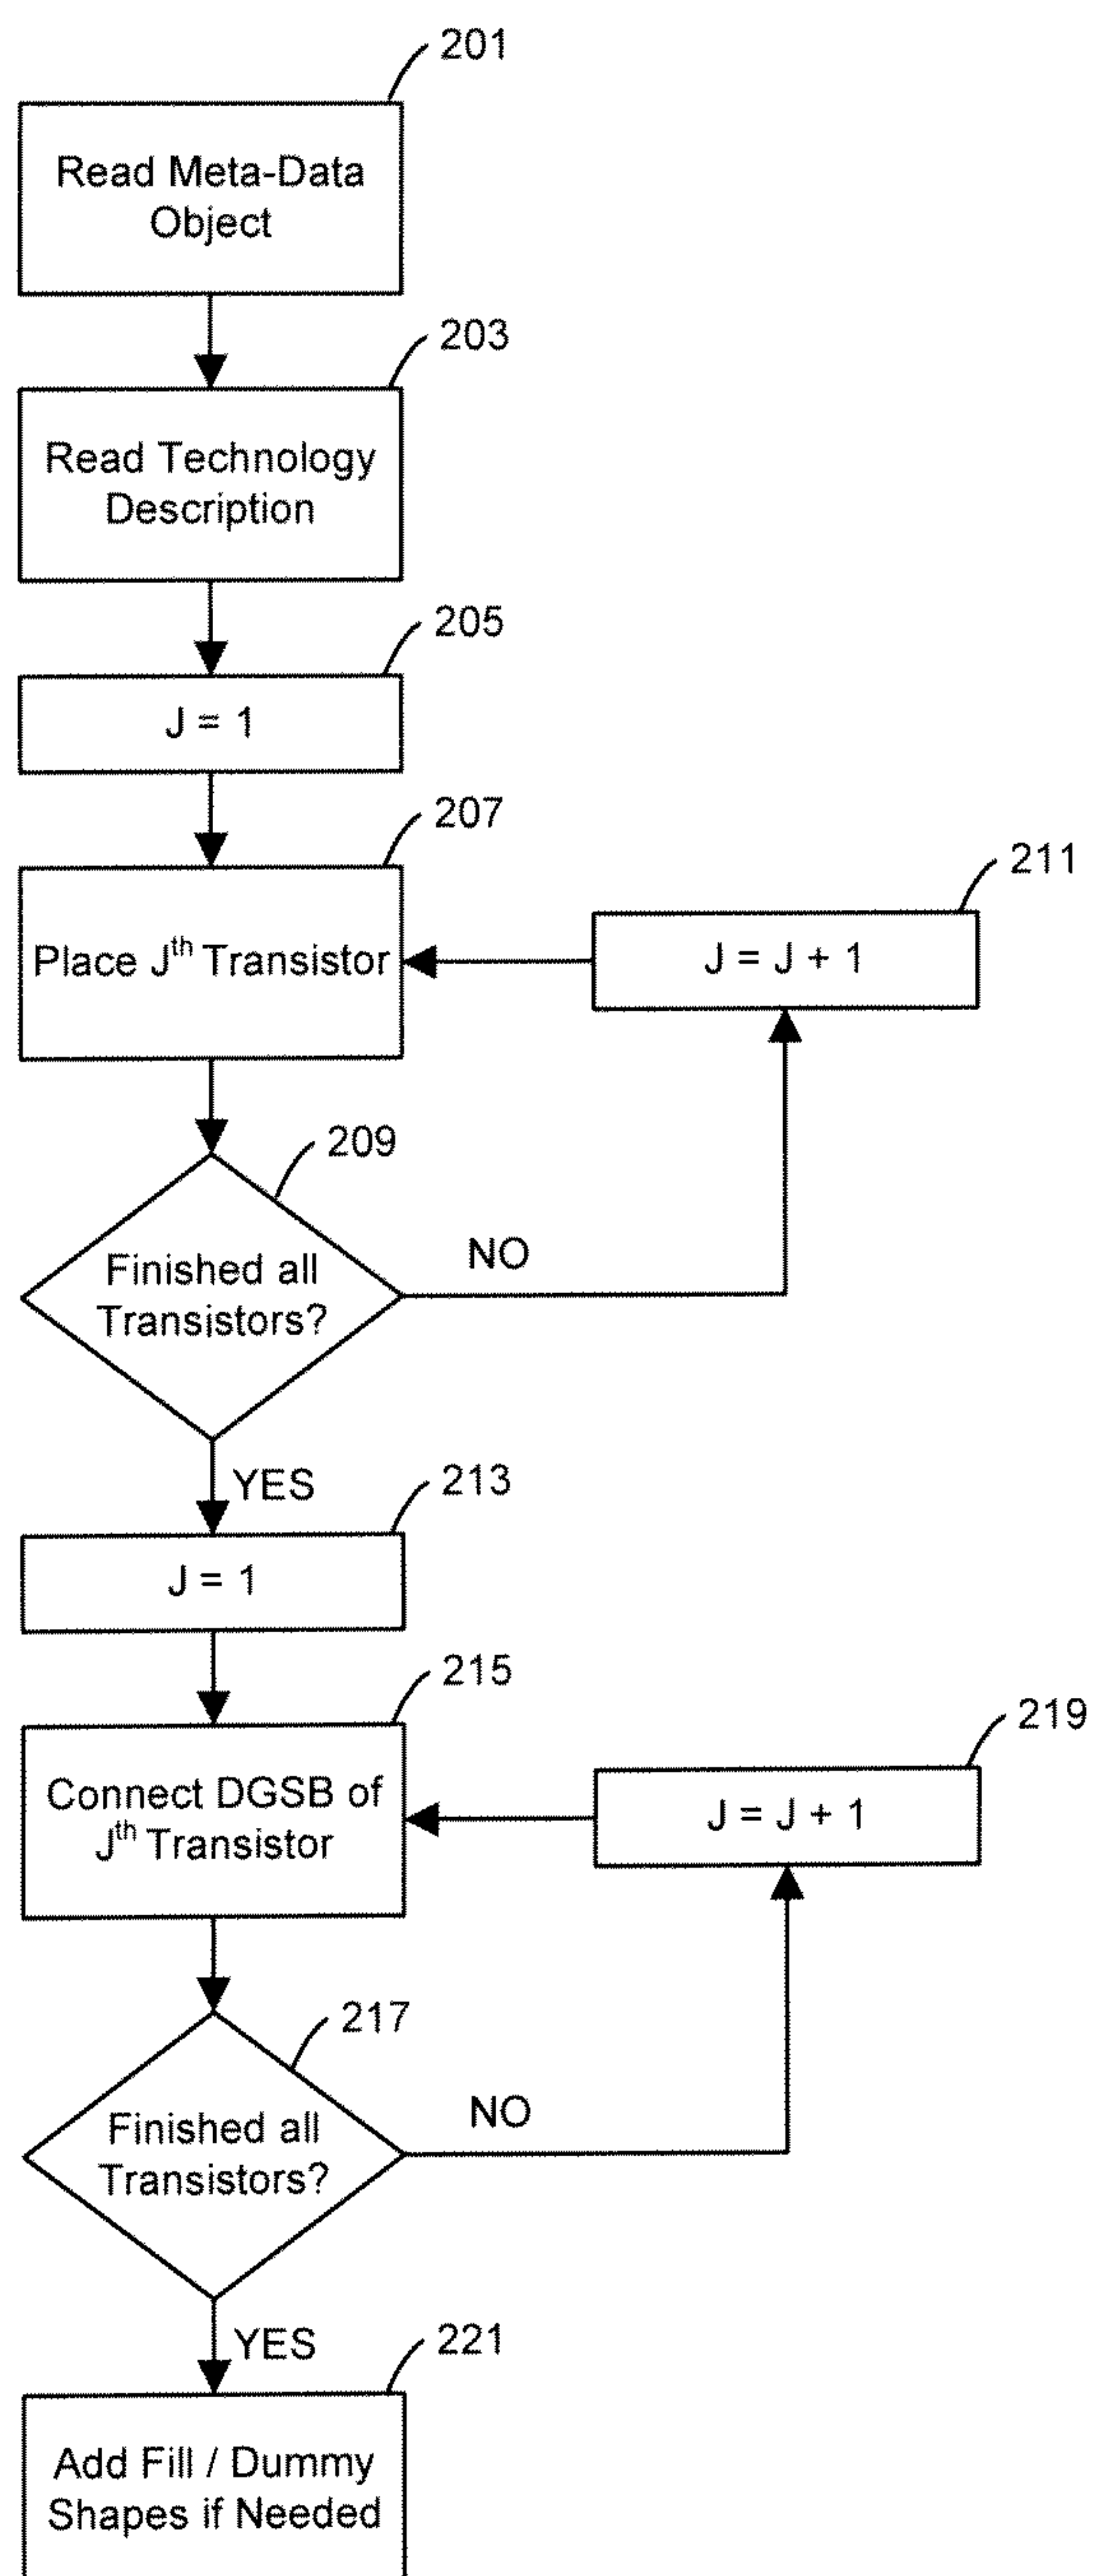 201
Read Meta-Data
Object
203
Read Technology
Description
205
J = 1
207
Place Jth Transistor
211
J = J + 1
209
Finished all
Transistors?
NO
YES
213
J = 1
215
Connect DGSB of
Jth Transistor
219
J = J + 1
217
Finished all
Transistors?
NO
YES
221
Add Fill / Dummy
Shapes if Needed